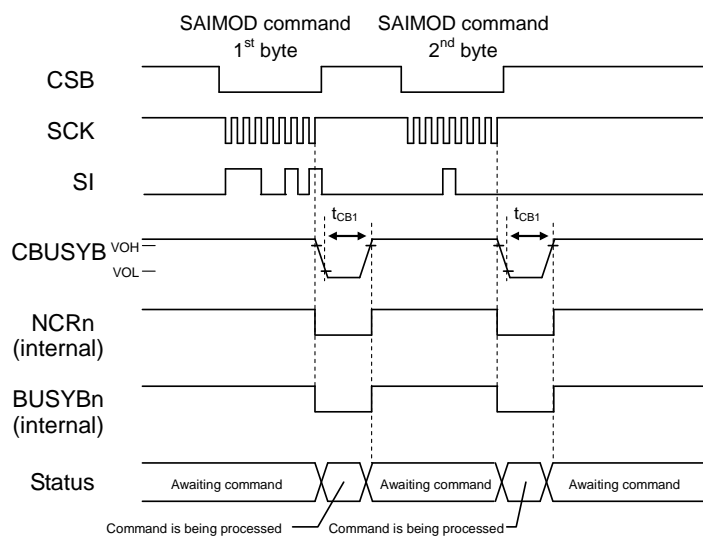 SAIMOD command
1st byte
SAIMOD command
2nd byte
CSB
SCK
SI
tCB1
tCB1
CBUSYB
VOH
VOL
NCRn
(internal)
BUSYBn
(internal)
Status
Awaiting command
Awaiting command
Awaiting command
Command is being processed
Command is being processed